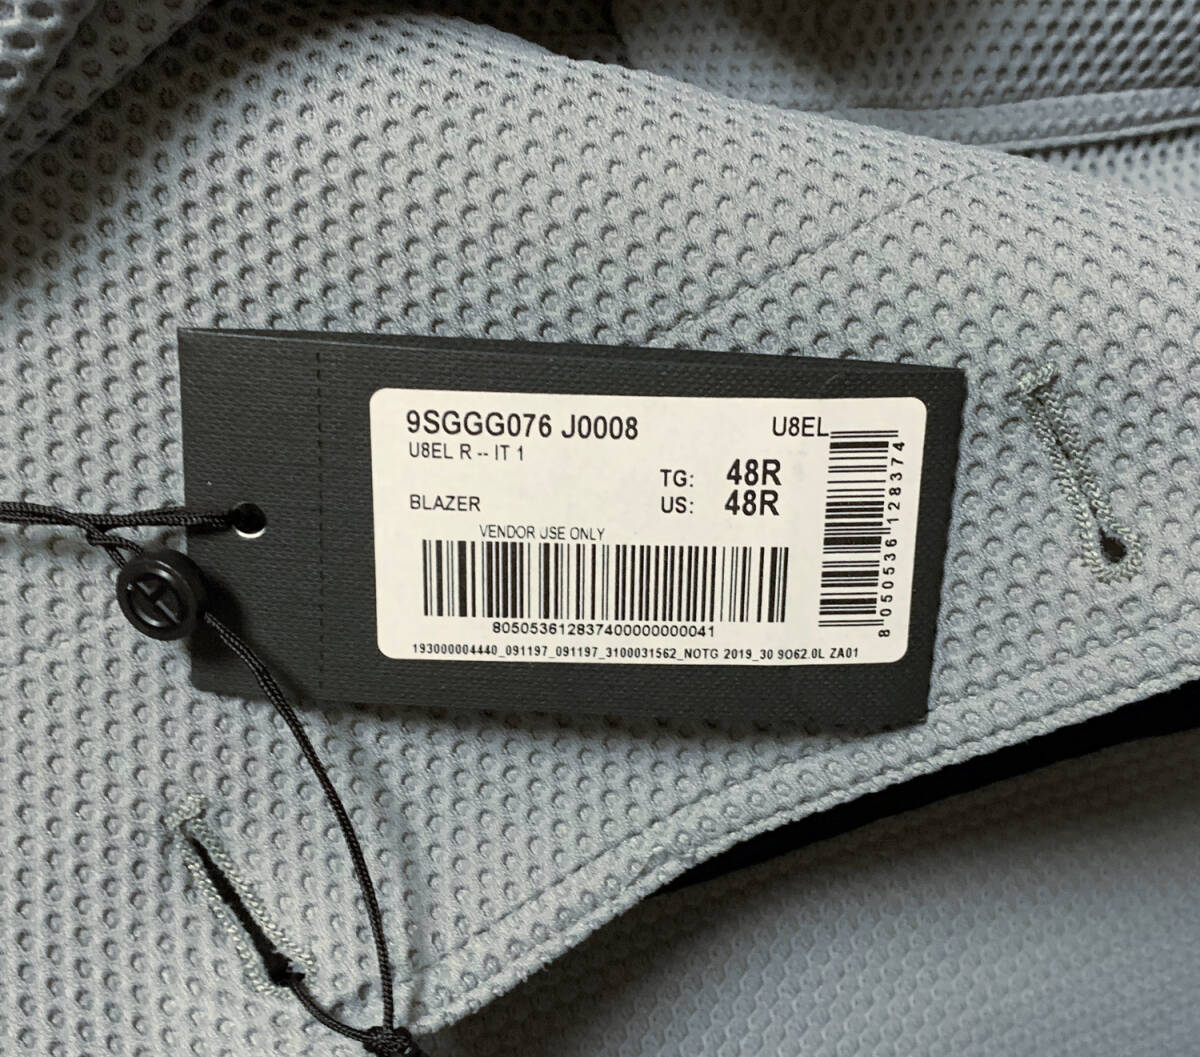 9SGGG076 J0008
U8EL
U8EL R -- IT 1
TG: 48R
BLAZER
US: 48R
VENDOR USE ONLY
805053612837400000000041
193000004440_091197_091197_3100031562_NOTG 2019_30 9O62.0L ZA01
8 050536 128374